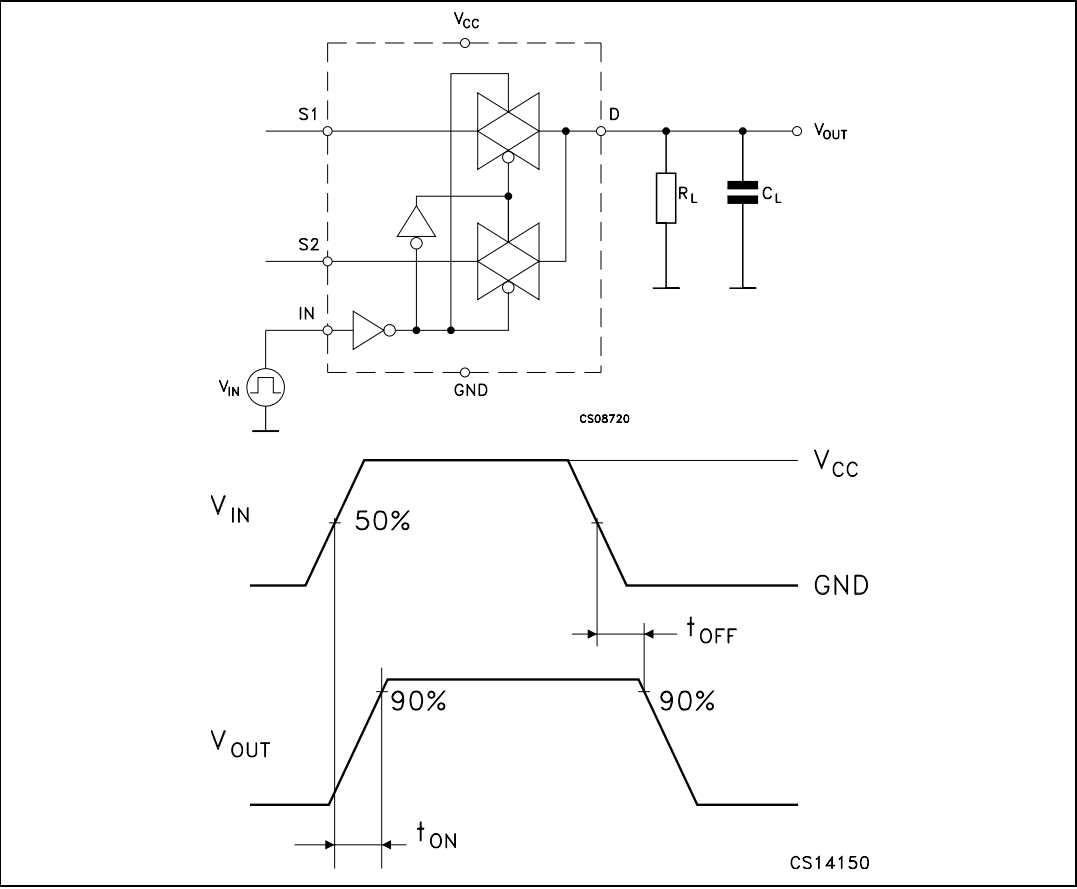 VCC
S1
D
VOUT
RL
CL
S2
IN
VIN
GND
CS08720
VCC
VIN
50%
GND
tOFF
90%
90%
VOUT
tON
CS14150